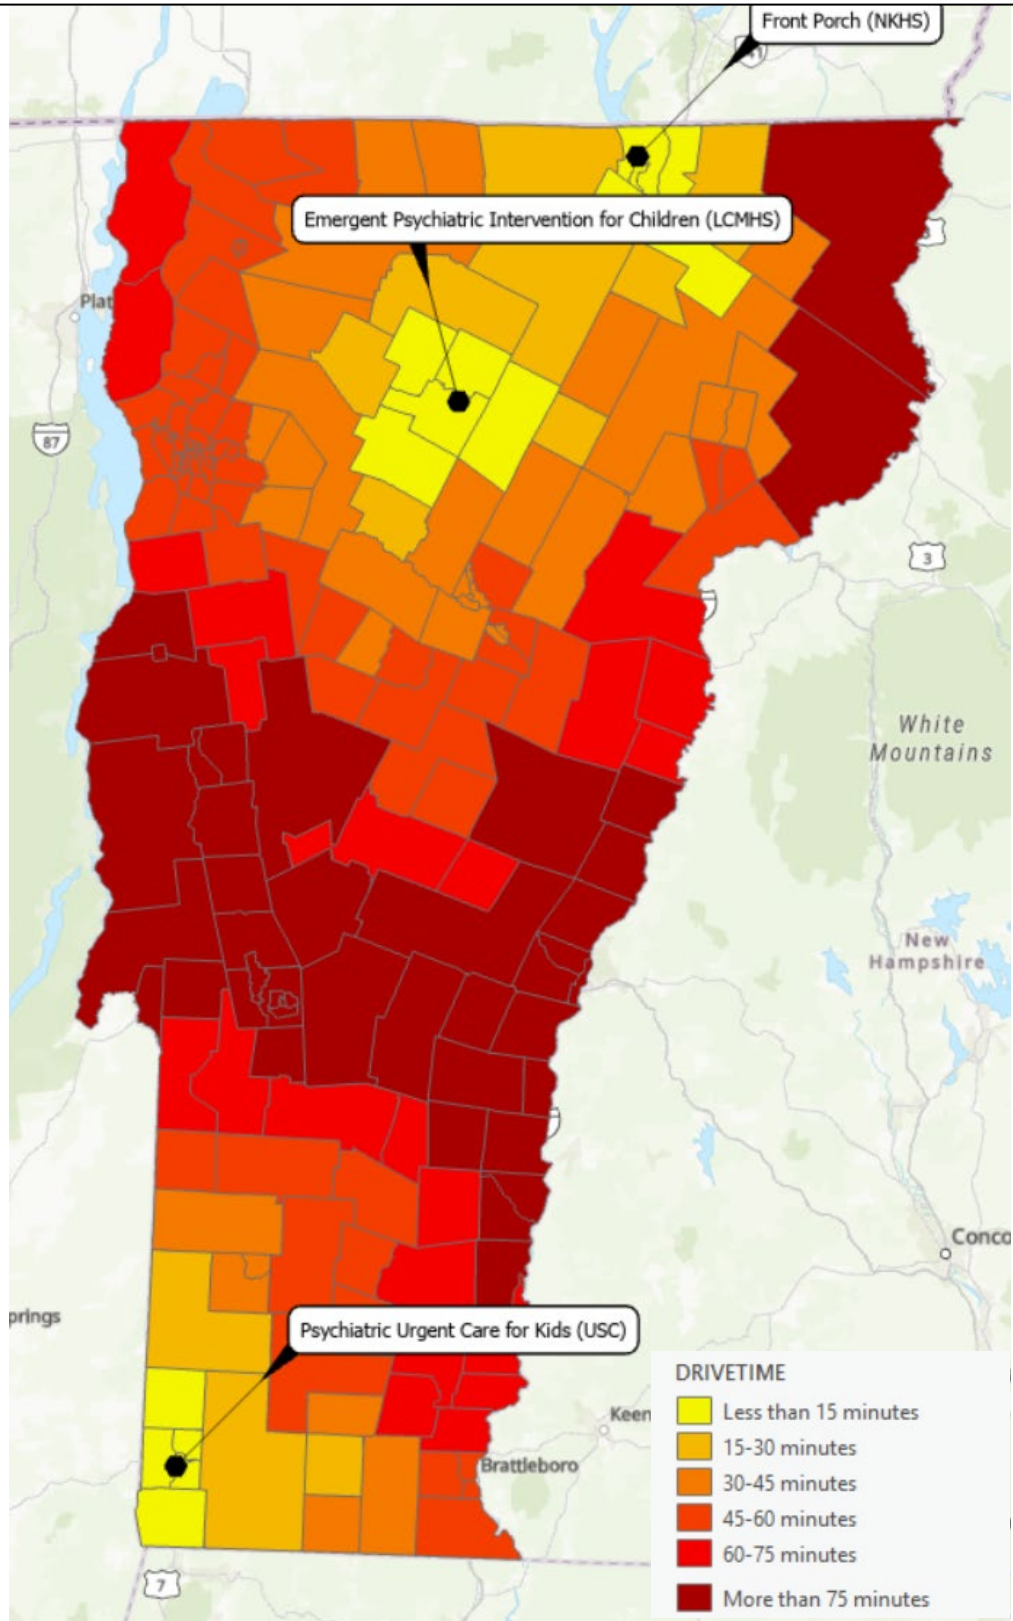 Front Porch (NKHS)
Emergent Psychiatric Intervention for Children (LCMHS)
Plat
87
3
White
Mountains
New
Hampshire
Conco
prings
Psychiatric Urgent Care for Kids (USC)
Keen
Brattleboro
7
DRIVETIME
Less than 15 minutes
15-30 minutes
30-45 minutes
45-60 minutes
60-75 minutes
More than 75 minutes